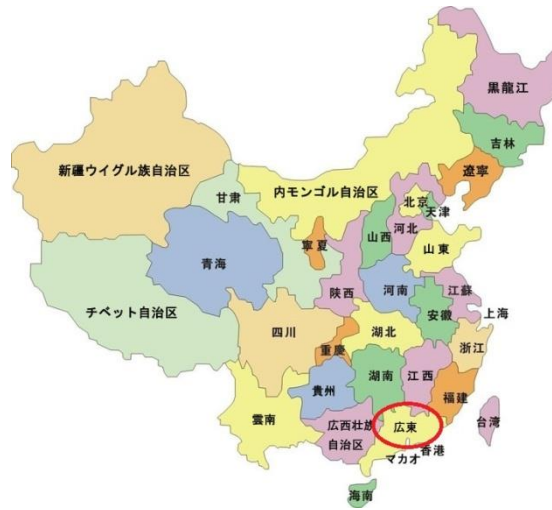 黒龍江
吉林
遼寧
新疆ウイグル族自治区
内モンゴル自治区
甘粛
北京
天津
河北
山西
寧夏
山東
青海
陝西
河南
江蘇
チベット自治区
安徽
上海
四川
湖北
重慶
浙江
湖南
江西
貴州
福建
雲南
広西壮族
自治区
広東
台湾
香港
マカオ
海南